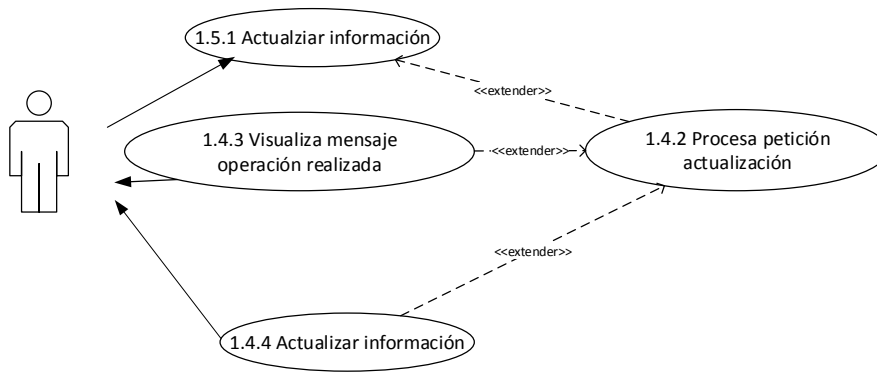 1.5.1 Actualziar información
<<extender>>
1.4.3 Visualiza mensaje
operación realizada
<<extender>>
1.4.2 Procesa petición
actualización
<<extender>>
1.4.4 Actualizar información